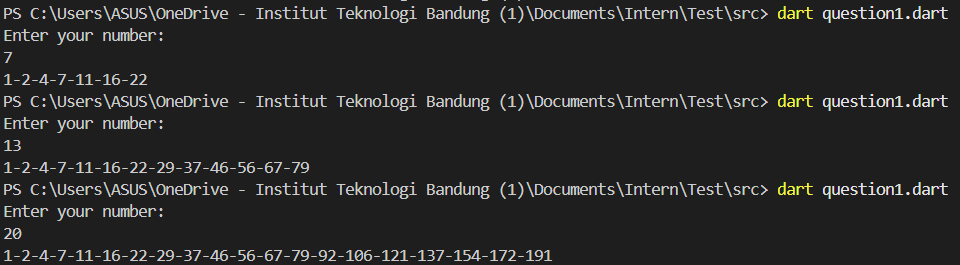 PS C:\Users\ASUS\OneDrive - Institut Teknologi Bandung (1)\Documents\Intern\Test\src> dart question1.dart
Enter your number:
7
1-2-4-7-11-16-22
PS C:\Users\ASUS\OneDrive - Institut Teknologi Bandung (1)\Documents\Intern\Test\src> dart question1.dart
Enter your number:
13
1-2-4-7-11-16-22-29-37-46-56-67-79
PS C:\Users\ASUS\OneDrive - Institut Teknologi Bandung (1)\Documents\Intern\Test\src> dart question1.dart
Enter your number:
20
1-2-4-7-11-16-22-29-37-46-56-67-79-92-106-121-137-154-172-191